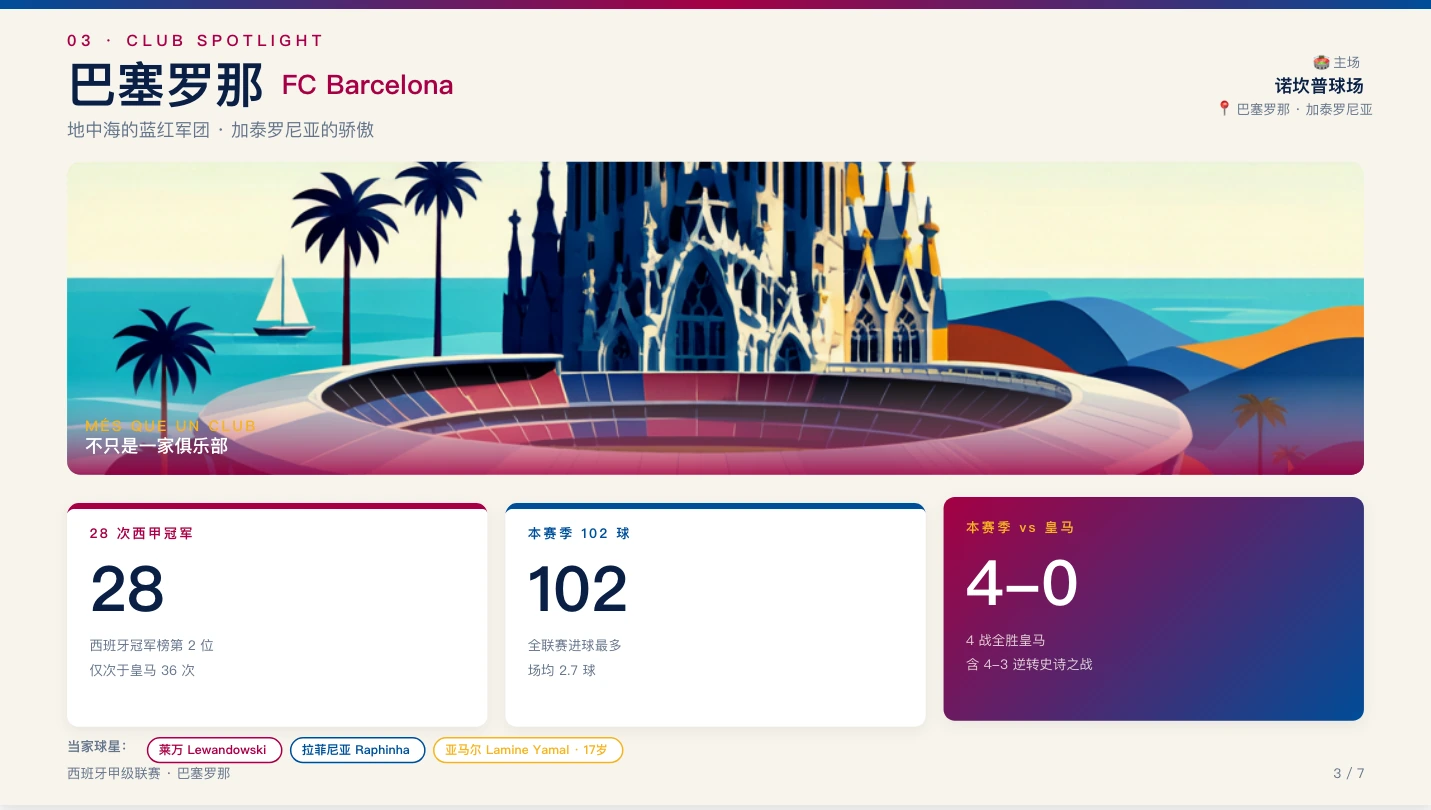 03 · CLUB SPOTLIGHT
巴塞罗那 FC Barcelona
地中海的蓝红军团 · 加泰罗尼亚的骄傲
主场
诺坎普球场
巴塞罗那 · 加泰罗尼亚
MÉS QUE UN CLUB
不只是一家俱乐部
28 次西甲冠军
28
西班牙冠军榜第 2 位
仅次于皇马 36 次
本赛季 102 球
102
全联赛进球最多
场均 2.7 球
本赛季 vs 皇马
4–0
4 战全胜皇马
含 4–3 逆转史诗之战
当家球星：
莱万 Lewandowski
拉菲尼亚 Raphinha
亚马尔 Lamine Yamal · 17岁
西班牙甲级联赛 · 巴塞罗那
3 / 7